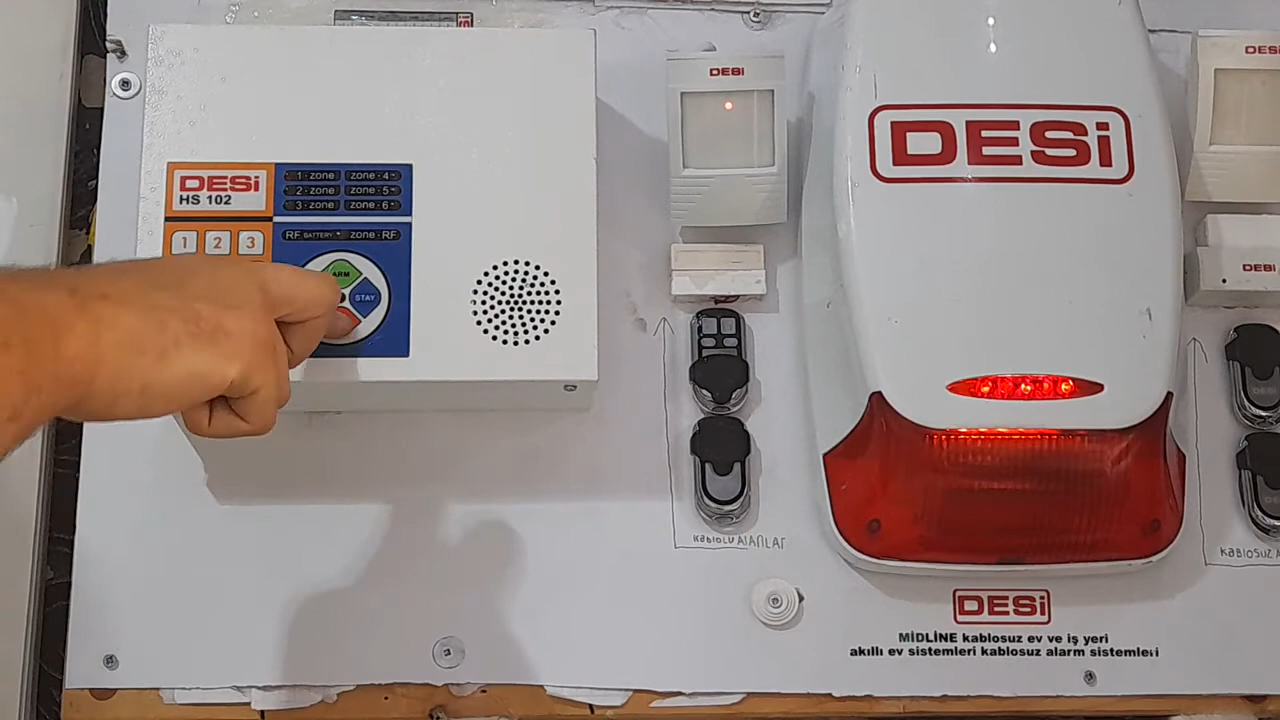 DESi
HS 102
1 - zone
zone - 4
2 - zone
zone - 5
3 - zone
zone - 6
1 2 3
RF BATTERY
zone - RF
ARM
STAY
DESi
KABLOLU ALANLAR
DESi
DESi
MİDLİNE kablosuz ev ve iş yeri
akıllı ev sistemleri kablosuz alarm sistemleri
DESi
DESi
KABLOSUZ A